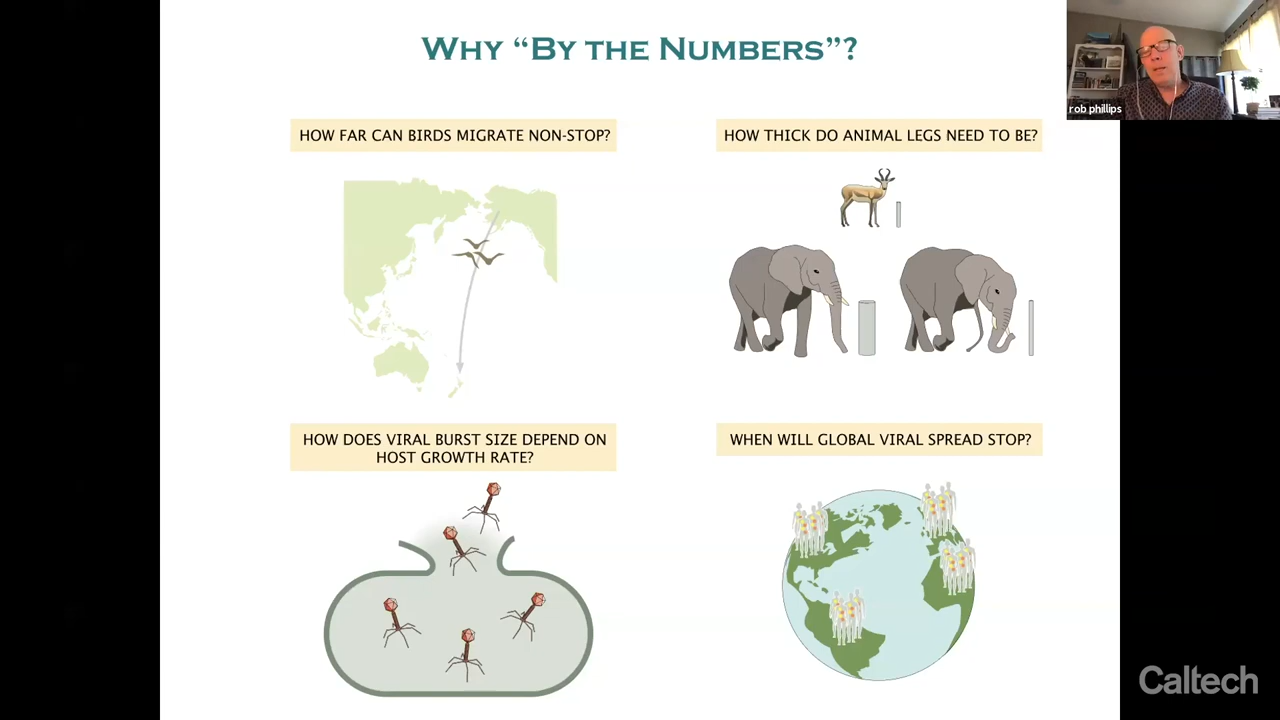 WHY “BY THE NUMBERS”?
rob phillips
HOW FAR CAN BIRDS MIGRATE NON-STOP?
HOW THICK DO ANIMAL LEGS NEED TO BE?
HOW DOES VIRAL BURST SIZE DEPEND ON
HOST GROWTH RATE?
WHEN WILL GLOBAL VIRAL SPREAD STOP?
Caltech